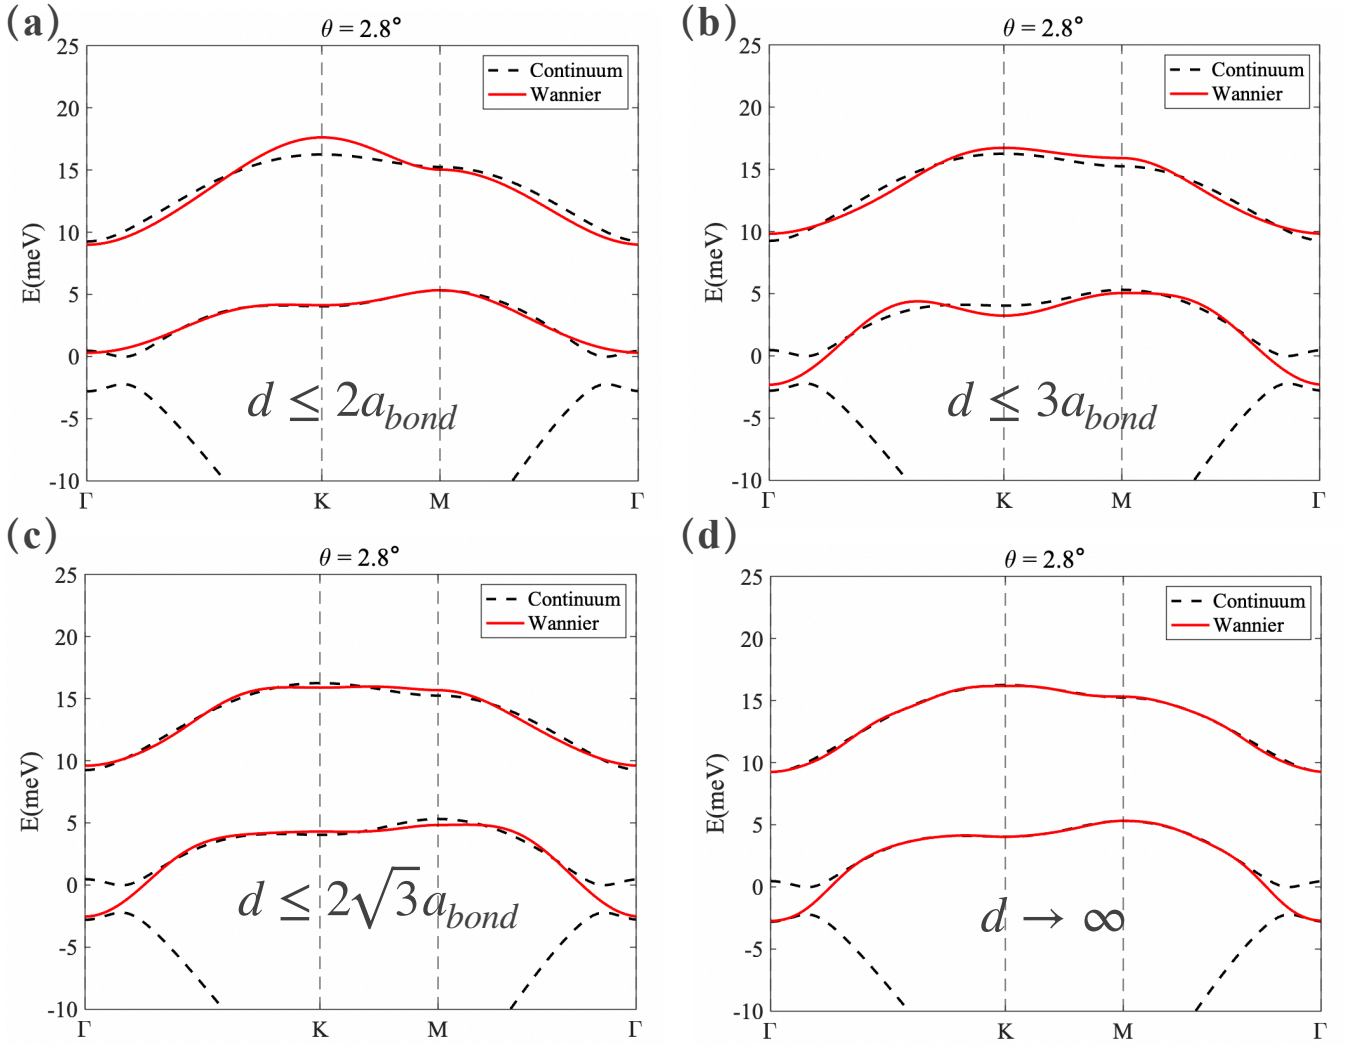 (a)
θ = 2.8°
Continuum
Wannier
E(meV)
25
20
15
10
5
0
-5
-10
d ≤ 2a_bond
Γ K M Γ
(b)
θ = 2.8°
Continuum
Wannier
E(meV)
25
20
15
10
5
0
-5
-10
d ≤ 3a_bond
Γ K M Γ
(c)
θ = 2.8°
Continuum
Wannier
E(meV)
25
20
15
10
5
0
-5
-10
d ≤ 2√3a_bond
Γ K M Γ
(d)
θ = 2.8°
Continuum
Wannier
E(meV)
25
20
15
10
5
0
-5
-10
d → ∞
Γ K M Γ